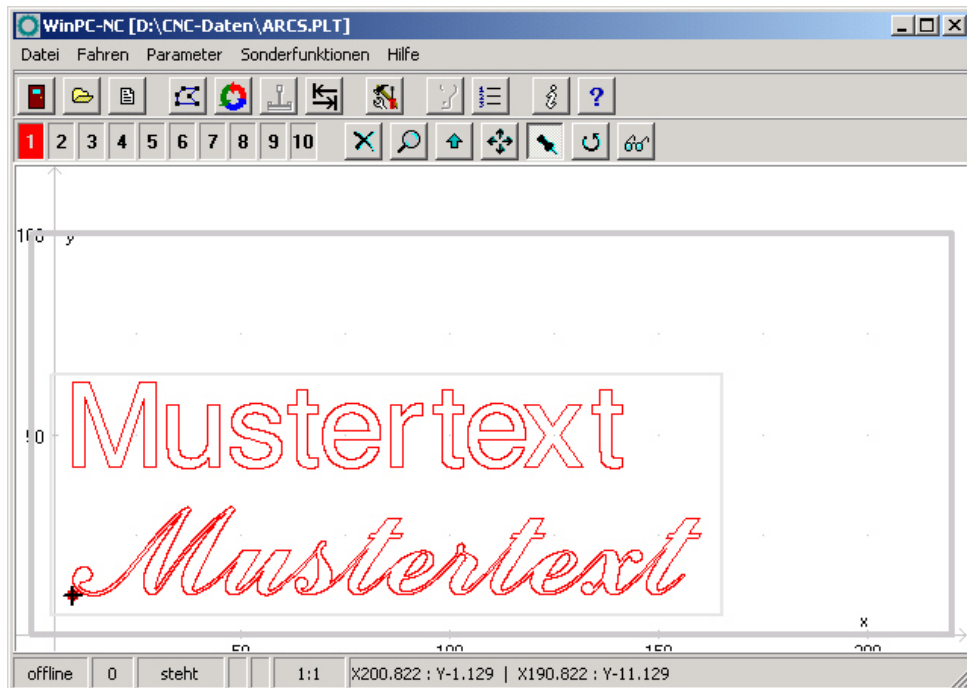 WinPC-NC [D:\CNC-Daten\ARCS.PLT]
Datei Fahren Parameter Sonderfunktionen Hilfe
1 2 3 4 5 6 7 8 9 10
100 y
Mustertext
50
Mustertext
x
50 100 150 200
offline 0 steht 1:1 X200.822 : Y-1.129 | X190.822 : Y-11.129